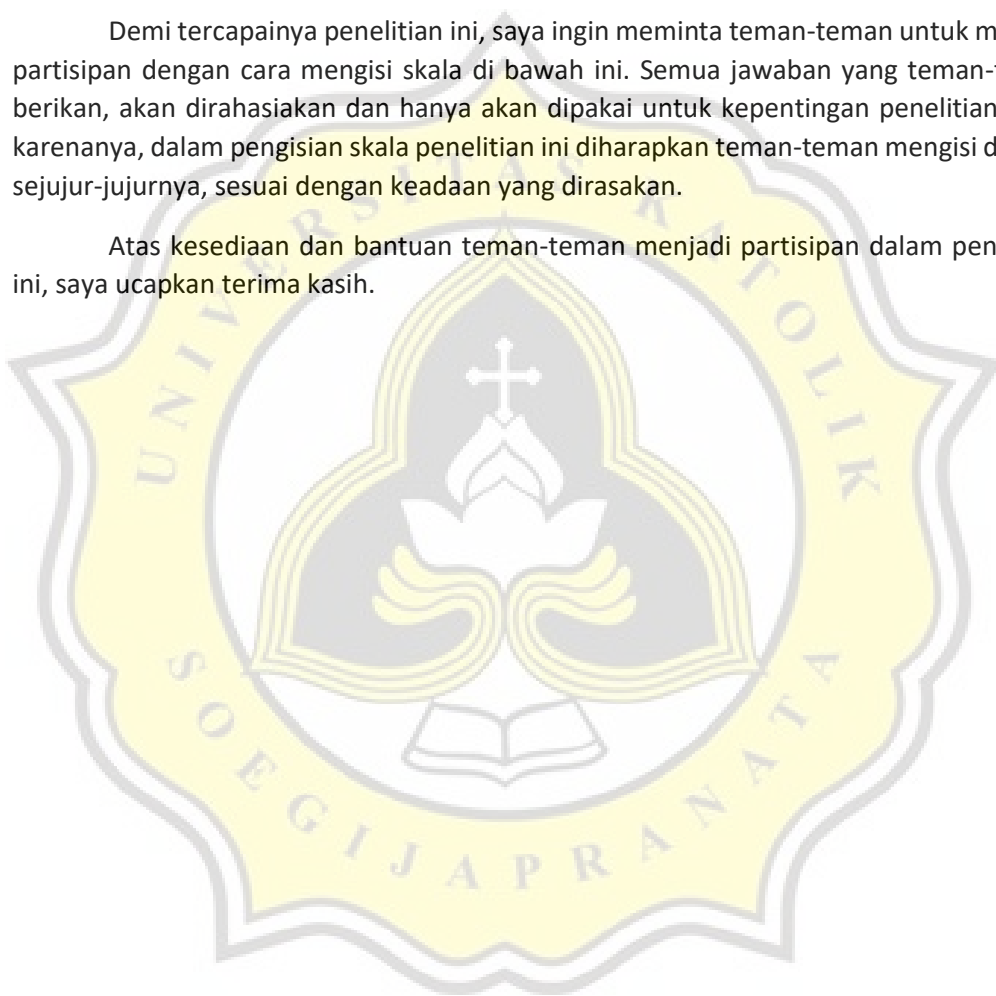 Demi tercapainya penelitian ini, saya ingin meminta teman-teman untuk m
partisipan dengan cara mengisi skala di bawah ini. Semua jawaban yang teman-
berikan, akan dirahasiakan dan hanya akan dipakai untuk kepentingan penelitian
karenanya, dalam pengisian skala penelitian ini diharapkan teman-teman mengisi d
sejujur-jujurnya, sesuai dengan keadaan yang dirasakan.
Atas kesediaan dan bantuan teman-teman menjadi partisipan dalam pen
ini, saya ucapkan terima kasih.
UNIVERSITAS KATOLIK
SOEGIJAPRANATA